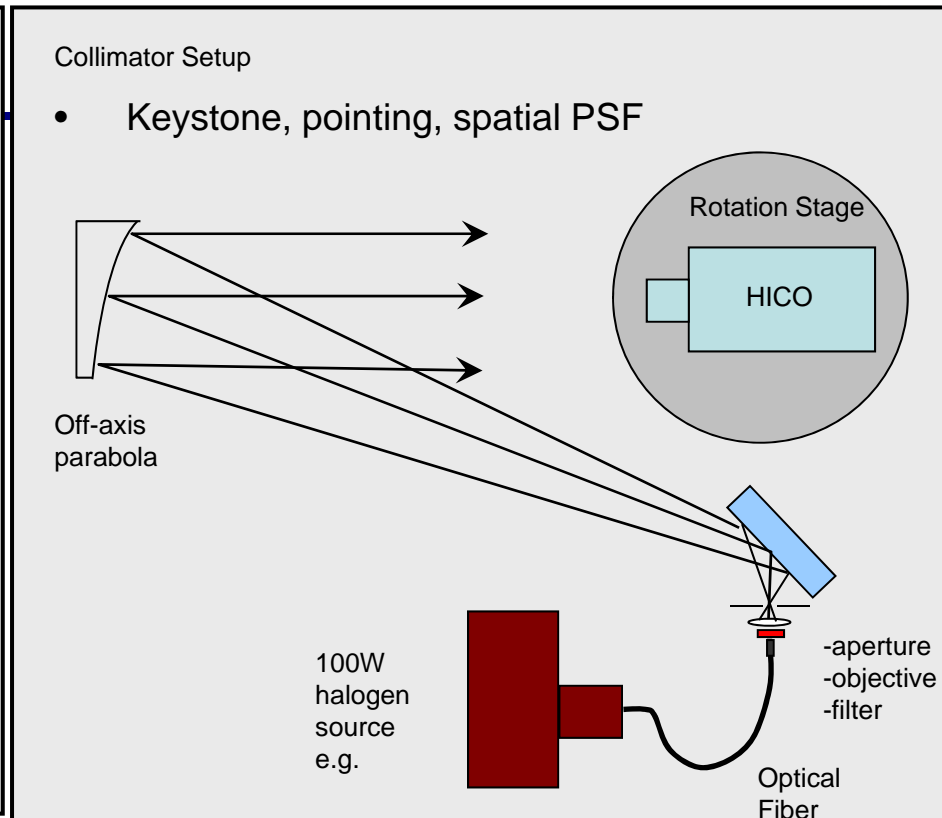 Collimator Setup
• Keystone, pointing, spatial PSF
Rotation Stage
HICO
Off-axis
parabola
100W
halogen
source
e.g.
-aperture
-objective
-filter
Optical
Fiber